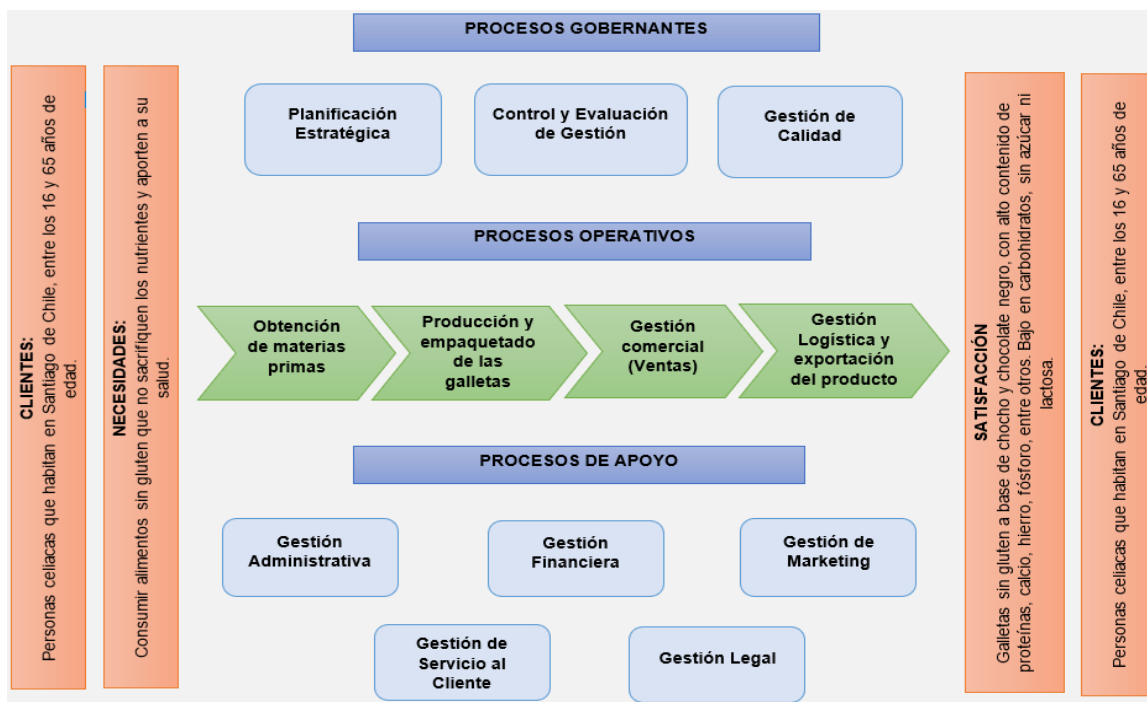 CLIENTES:
Personas celiacas que habitan en Santiago de Chile, entre los 16 y 65 años de
edad.
NECESIDADES:
Consumir alimentos sin gluten que no sacrifiquen los nutrientes y aporten a su
salud.
PROCESOS GOBERNANTES
Planificación
Estratégica
Control y Evaluación
de Gestión
Gestión de
Calidad
PROCESOS OPERATIVOS
Obtención
de materias
primas
Producción y
empaquetado
de las
galletas
Gestión
comercial
(Ventas)
Gestión
Logística y
exportación
del producto
PROCESOS DE APOYO
Gestión
Administrativa
Gestión
Financiera
Gestión de
Marketing
Gestión de
Servicio al
Cliente
Gestión Legal
SATISFACCIÓN
Galletas sin gluten a base de chocho y chocolate negro, con alto contenido de
proteínas, calcio, hierro, fósforo, entre otros. Bajo en carbohidratos, sin azúcar ni
lactosa.
CLIENTES:
Personas celiacas que habitan en Santiago de Chile, entre los 16 y 65 años de
edad.